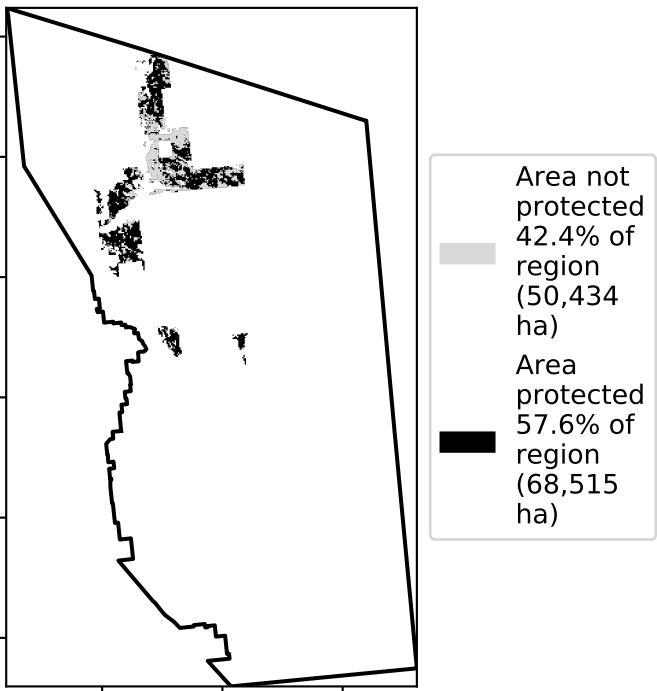 Area not
protected
42.4% of
region
(50,434
ha)
Area
protected
57.6% of
region
(68,515
ha)